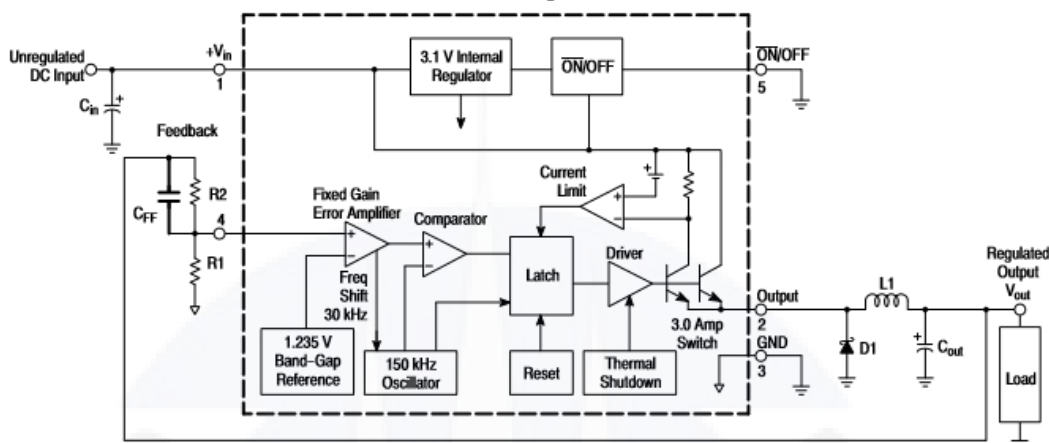 Unregulated
DC Input
+Vin
1
Cin
3.1 V Internal
Regulator
ON/OFF
ON/OFF
5
Feedback
R2
CFF
4
R1
Fixed Gain
Error Amplifier
Comparator
Current
Limit
Freq
Shift
30 kHz
Latch
Driver
1.235 V
Band-Gap
Reference
150 kHz
Oscillator
Reset
Thermal
Shutdown
3.0 Amp
Switch
Output
2
GND
3
D1
L1
Cout
Regulated
Output
Vout
Load